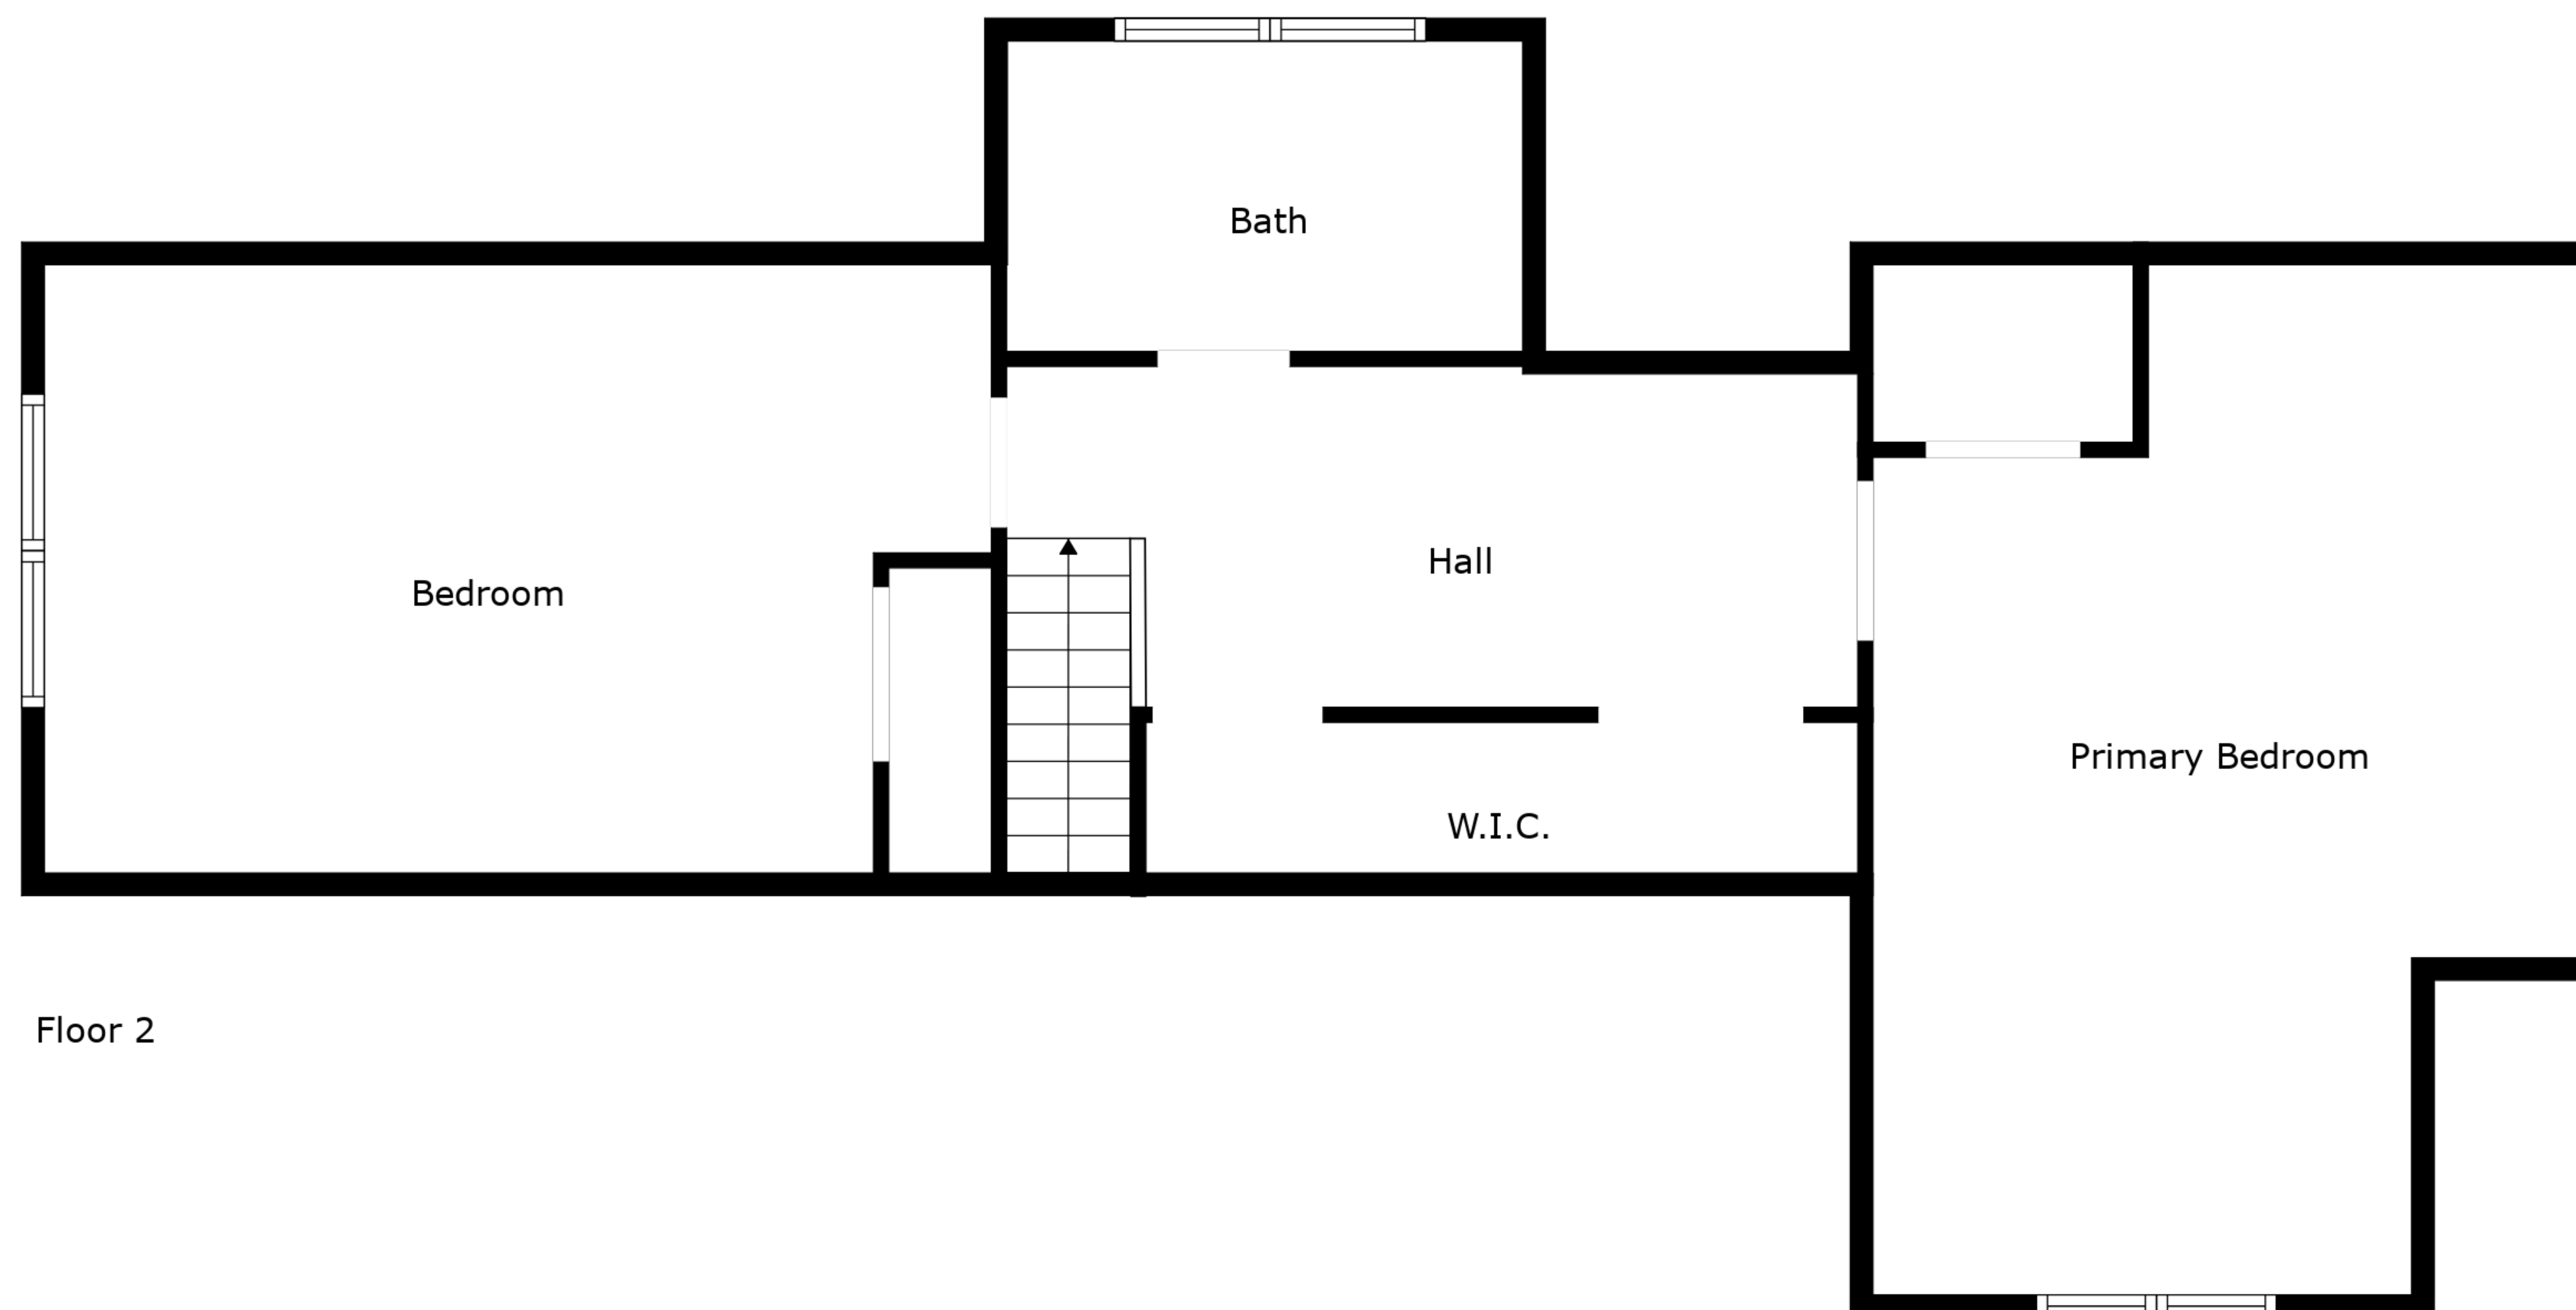 Bath
Hall
Bedroom
Primary Bedroom
W.I.C.
Floor 2